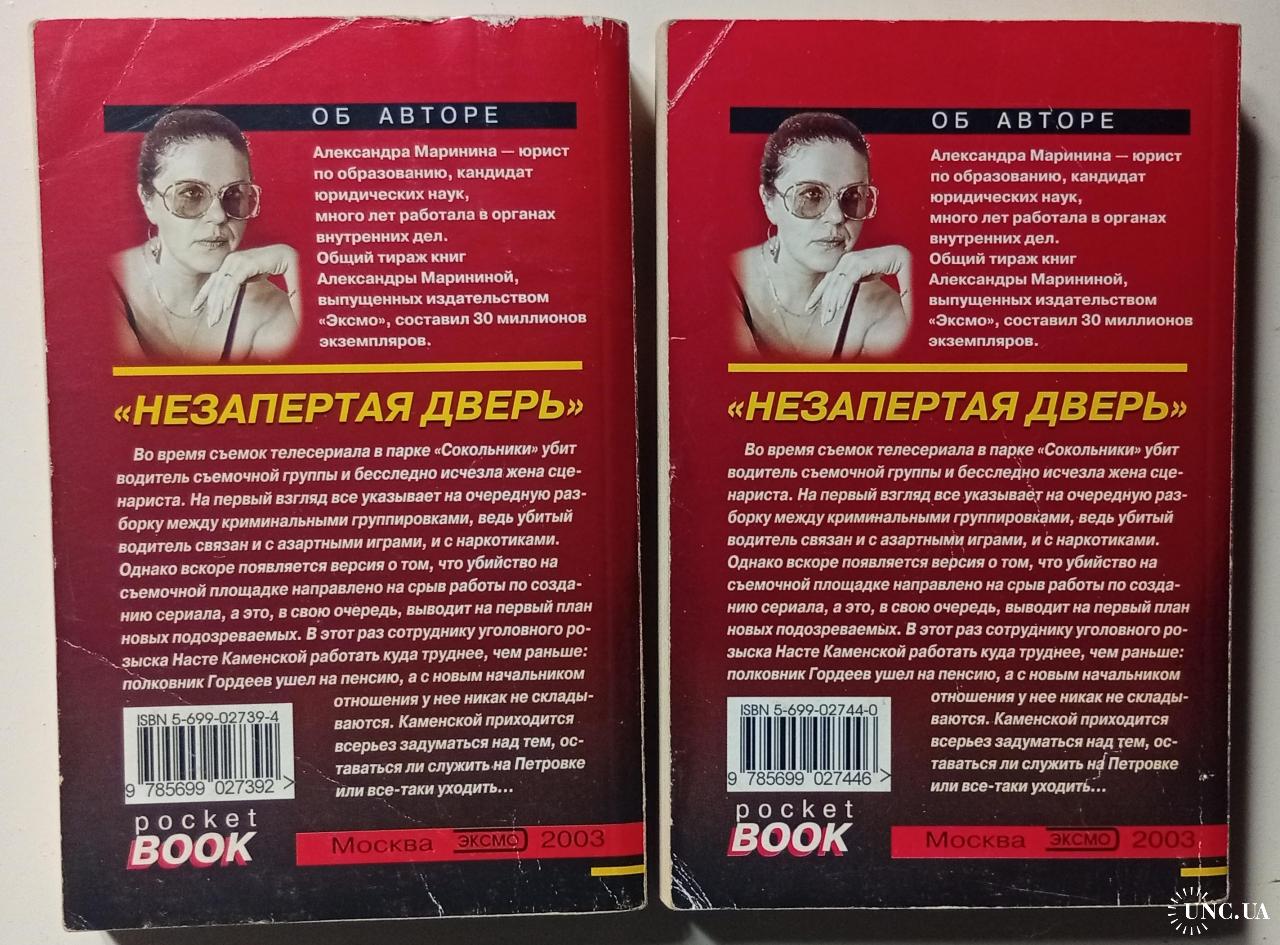 ОБ АВТОРЕ
Александра Маринина — юрист
по образованию, кандидат
юридических наук,
много лет работала в органах
внутренних дел.
Общий тираж книг
Александры Марининой,
выпущенных издательством
«Эксмо», составил 30 миллионов
экземпляров.
«НЕЗАПЕРТАЯ ДВЕРЬ»
Во время съемок телесериала в парке «Сокольники» убит
водитель съемочной группы и бесследно исчезла жена сце-
нариста. На первый взгляд все указывает на очередную раз-
борку между криминальными группировками, ведь убитый
водитель связан и с азартными играми, и с наркотиками.
Однако вскоре появляется версия о том, что убийство на
съемочной площадке направлено на срыв работы по созда-
нию сериала, а это, в свою очередь, выводит на первый план
новых подозреваемых. В этот раз сотруднику уголовного ро-
зыска Насте Каменской работать куда труднее, чем раньше:
полковник Гордеев ушел на пенсию, а с новым начальником
отношения у нее никак не склады-
ваются. Каменской приходится
всерьез задуматься над тем, ос-
таваться ли служить на Петровке
или все-таки уходить...
ISBN 5-699-02739-4
9 785699 027392 >
pocket
BOOK
Москва ЭКСМО 2003
ОБ АВТОРЕ
Александра Маринина — юрист
по образованию, кандидат
юридических наук,
много лет работала в органах
внутренних дел.
Общий тираж книг
Александры Марининой,
выпущенных издательством
«Эксмо», составил 30 миллионов
экземпляров.
«НЕЗАПЕРТАЯ ДВЕРЬ»
Во время съемок телесериала в парке «Сокольники» убит
водитель съемочной группы и бесследно исчезла жена сце-
нариста. На первый взгляд все указывает на очередную раз-
борку между криминальными группировками, ведь убитый
водитель связан и с азартными играми, и с наркотиками.
Однако вскоре появляется версия о том, что убийство на
съемочной площадке направлено на срыв работы по созда-
нию сериала, а это, в свою очередь, выводит на первый план
новых подозреваемых. В этот раз сотруднику уголовного ро-
зыска Насте Каменской работать куда труднее, чем раньше:
полковник Гордеев ушел на пенсию, а с новым начальником
отношения у нее никак не склады-
ваются. Каменской приходится
всерьез задуматься над тем, ос-
таваться ли служить на Петровке
или все-таки уходить...
ISBN 5-699-02744-0
9 785699 027446 >
pocket
BOOK
Москва ЭКСМО 2003
UNC.UA